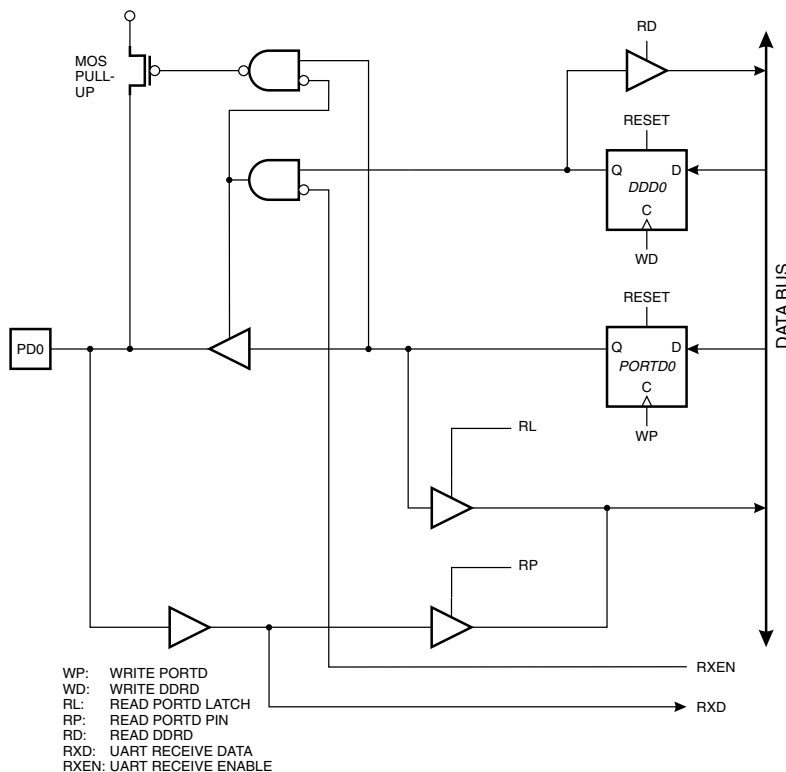 RD
MOS
PULL-
UP
RESET
Q
D
DDD0
C
WD
RESET
PD0
Q
D
PORTD0
C
WP
DATA BUS
RL
RP
RXEN
RXD
WP: WRITE PORTD
WD: WRITE DDRD
RL: READ PORTD LATCH
RP: READ PORTD PIN
RD: READ DDRD
RXD: UART RECEIVE DATA
RXEN: UART RECEIVE ENABLE